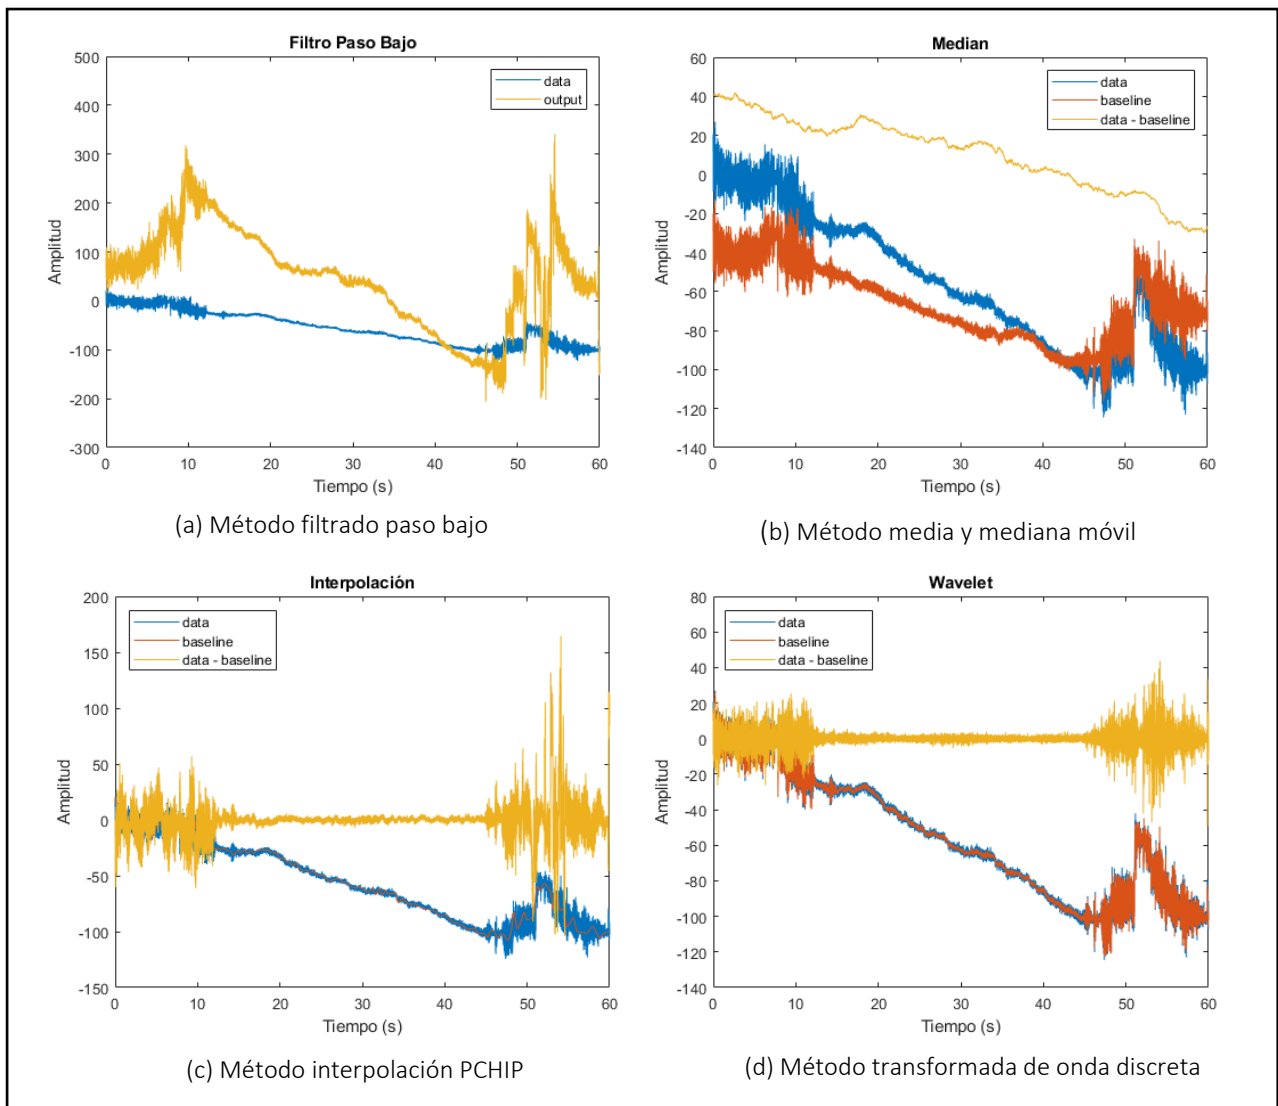 Filtro Paso Bajo
500
400
300
200
100
0
-100
-200
-300
Amplitud
data
output
0 10 20 30 40 50 60
Tiempo (s)
(a) Método filtrado paso bajo
Median
60
40
20
0
-20
-40
-60
-80
-100
-120
-140
Amplitud
data
baseline
data - baseline
0 10 20 30 40 50 60
Tiempo (s)
(b) Método media y mediana móvil
Interpolación
200
150
100
50
0
-50
-100
-150
Amplitud
data
baseline
data - baseline
0 10 20 30 40 50 60
Tiempo (s)
(c) Método interpolación PCHIP
Wavelet
80
60
40
20
0
-20
-40
-60
-80
-100
-120
-140
Amplitud
data
baseline
data - baseline
0 10 20 30 40 50 60
Tiempo (s)
(d) Método transformada de onda discreta